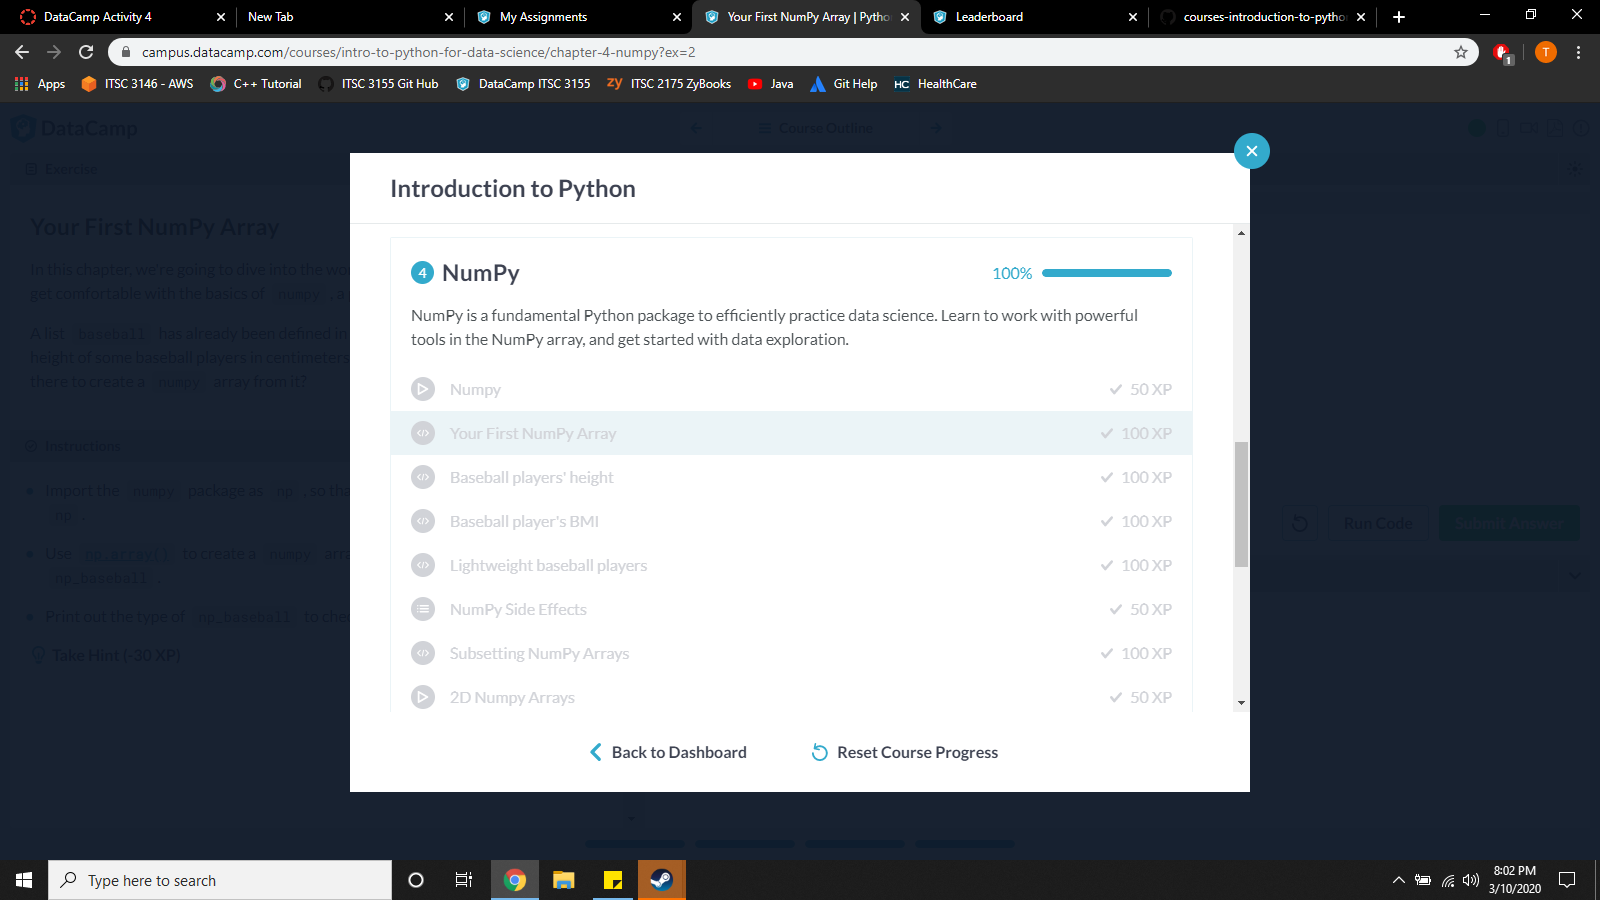 DataCamp Activity 4
New Tab
My Assignments
Your First NumPy Array | Pytho
Leaderboard
courses-introduction-to-pytho
campus.datacamp.com/courses/intro-to-python-for-data-science/chapter-4-numpy?ex=2
1
T
Apps
ITSC 3146 - AWS
C++ Tutorial
ITSC 3155 Git Hub
DataCamp ITSC 3155
zy ITSC 2175 ZyBooks
Java
Git Help
HC HealthCare
DataCamp
Course Outline
Exercise
Your First NumPy Array
In this chapter, we're going to dive into the wo
get comfortable with the basics of numpy , a
A list baseball has already been defined in
height of some baseball players in centimeters
there to create a numpy array from it?
Instructions
Import the numpy package as np , so tha
np .
Use np.array() to create a numpy arra
np_baseball .
Print out the type of np_baseball to chec
Take Hint (-30 XP)
Run Code
Submit Answer
Introduction to Python
4 NumPy
100%
NumPy is a fundamental Python package to efficiently practice data science. Learn to work with powerful
tools in the NumPy array, and get started with data exploration.
Numpy 50 XP
Your First NumPy Array 100 XP
Baseball players' height 100 XP
Baseball player's BMI 100 XP
Lightweight baseball players 100 XP
NumPy Side Effects 50 XP
Subsetting NumPy Arrays 100 XP
2D Numpy Arrays 50 XP
Back to Dashboard
Reset Course Progress
Type here to search
8:02 PM
3/10/2020